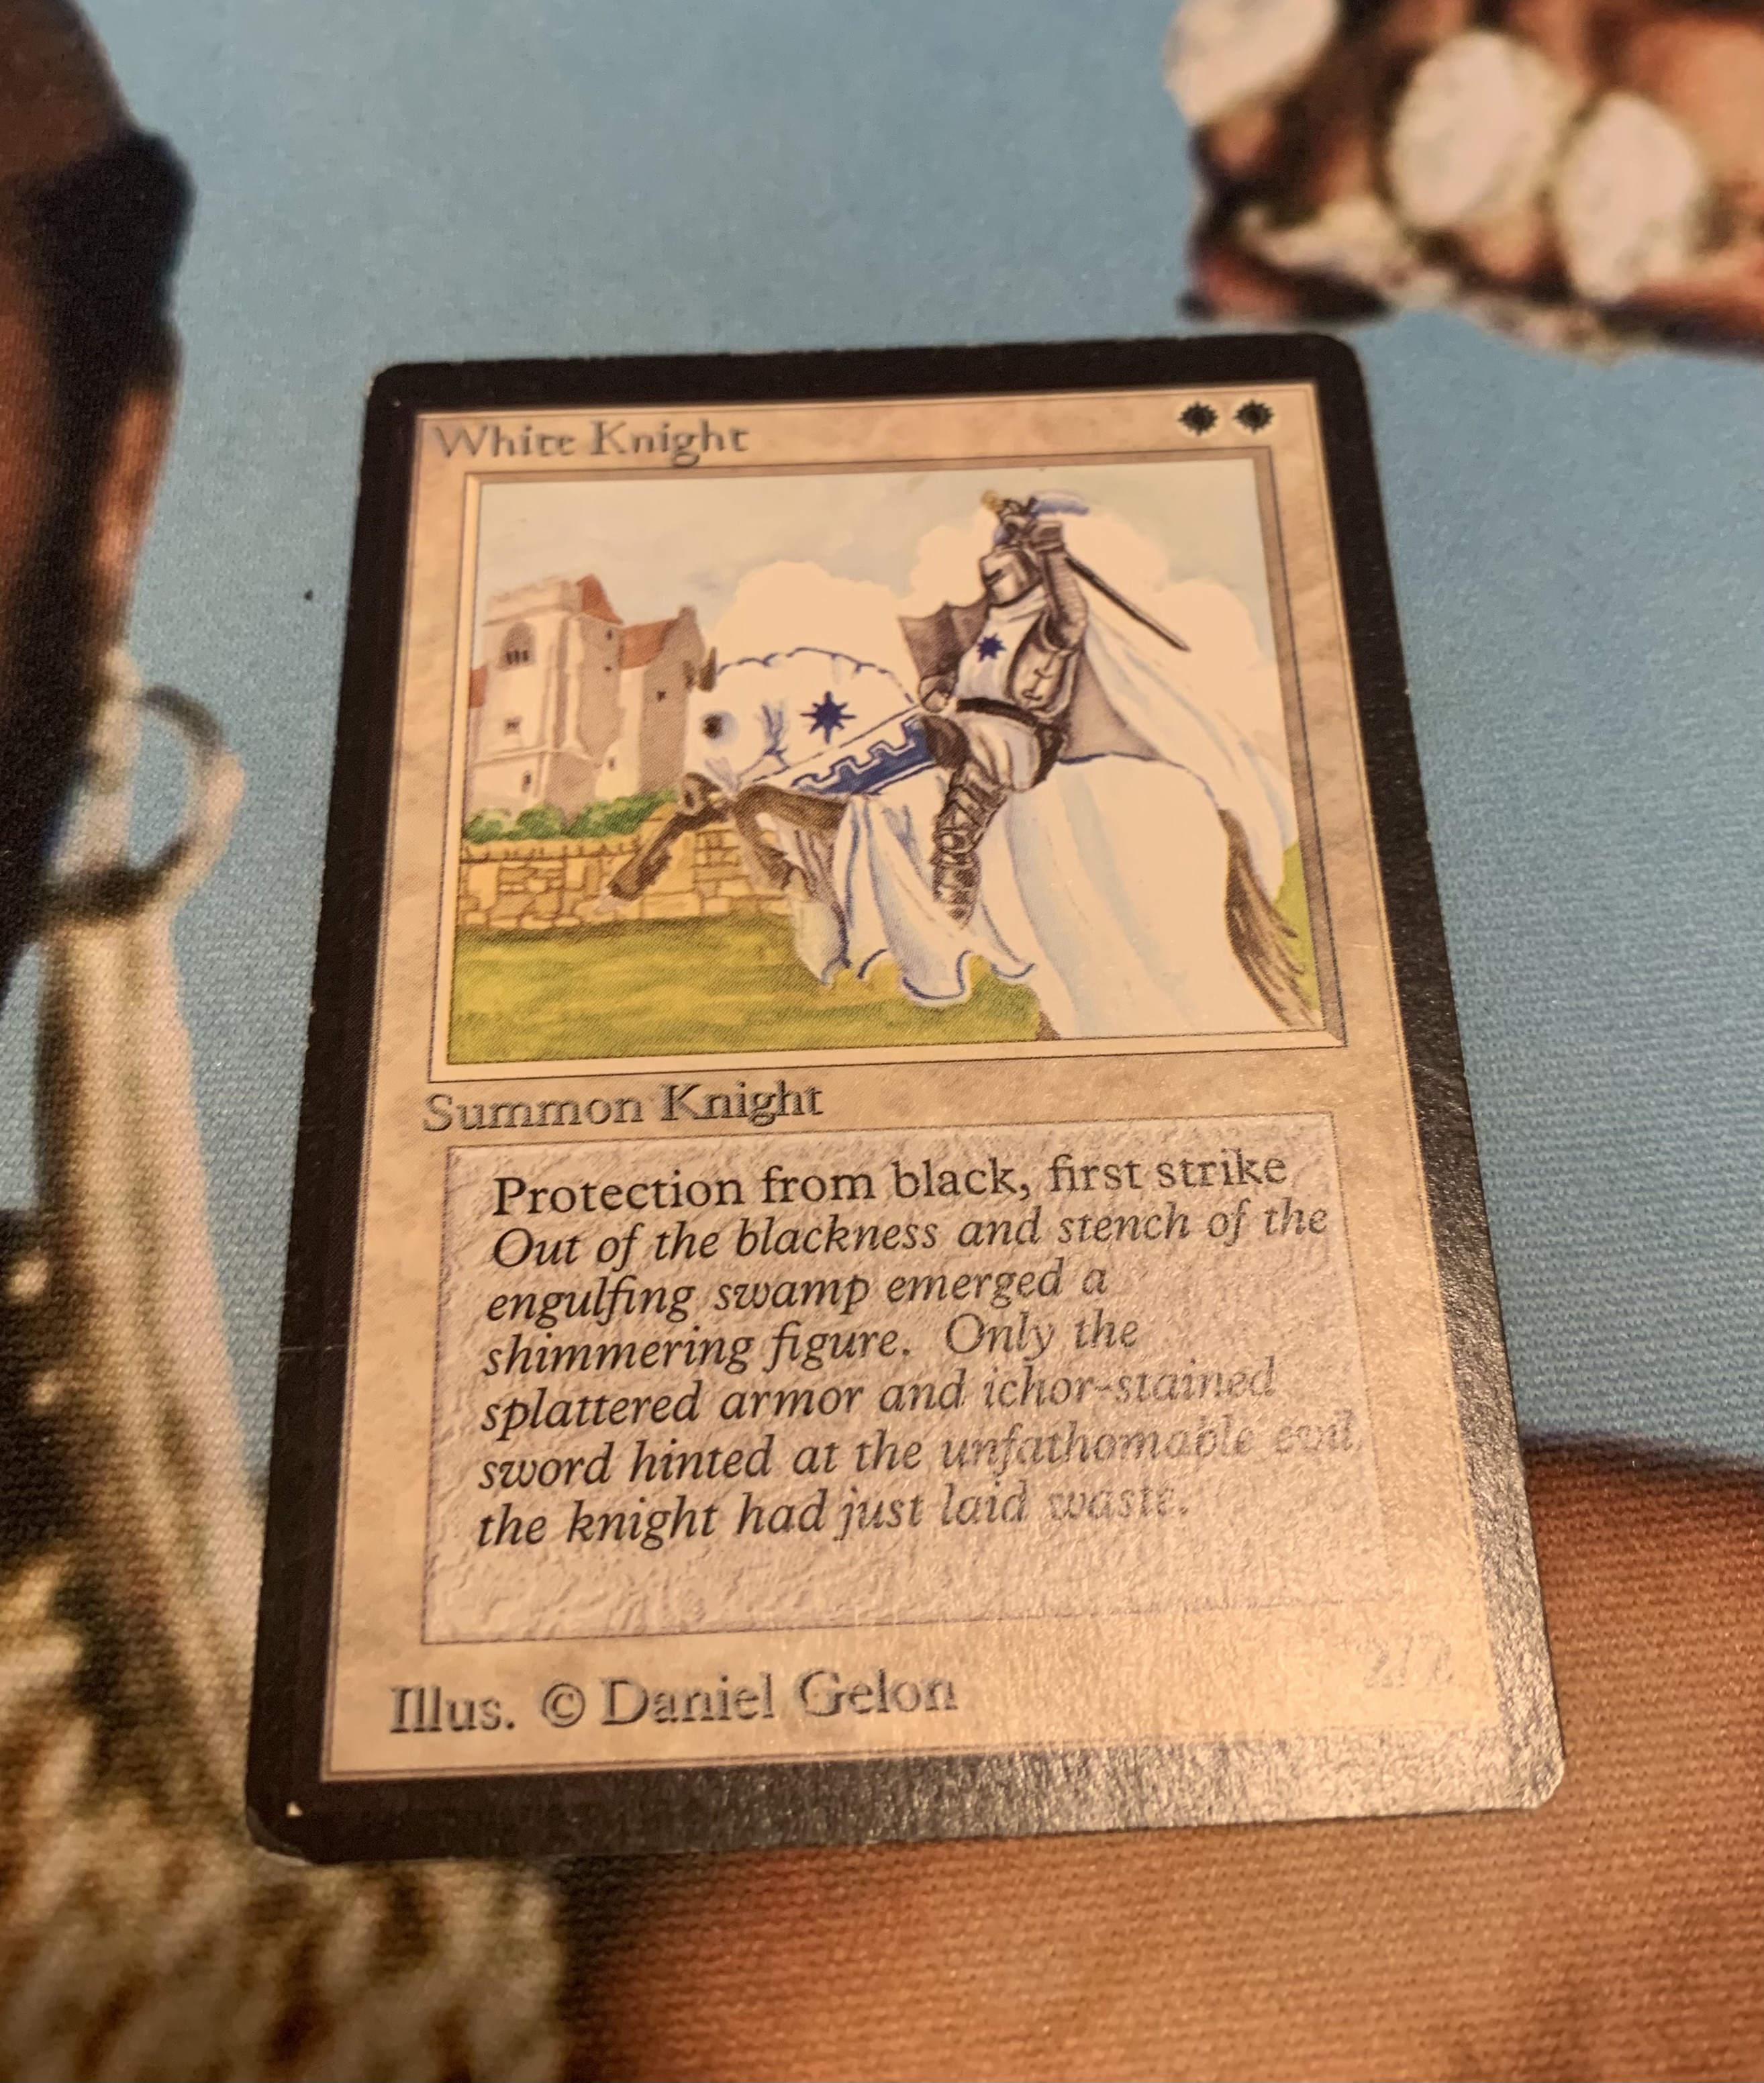 White Knight
Summon Knight
Protection from black, first strike
Out of the blackness and stench of the
engulfing swamp emerged a
shimmering figure. Only the
splattered armor and ichor-stained
sword hinted at the unfathomable evil
the knight had just laid waste.
Illus. © Daniel Gelon
2/2